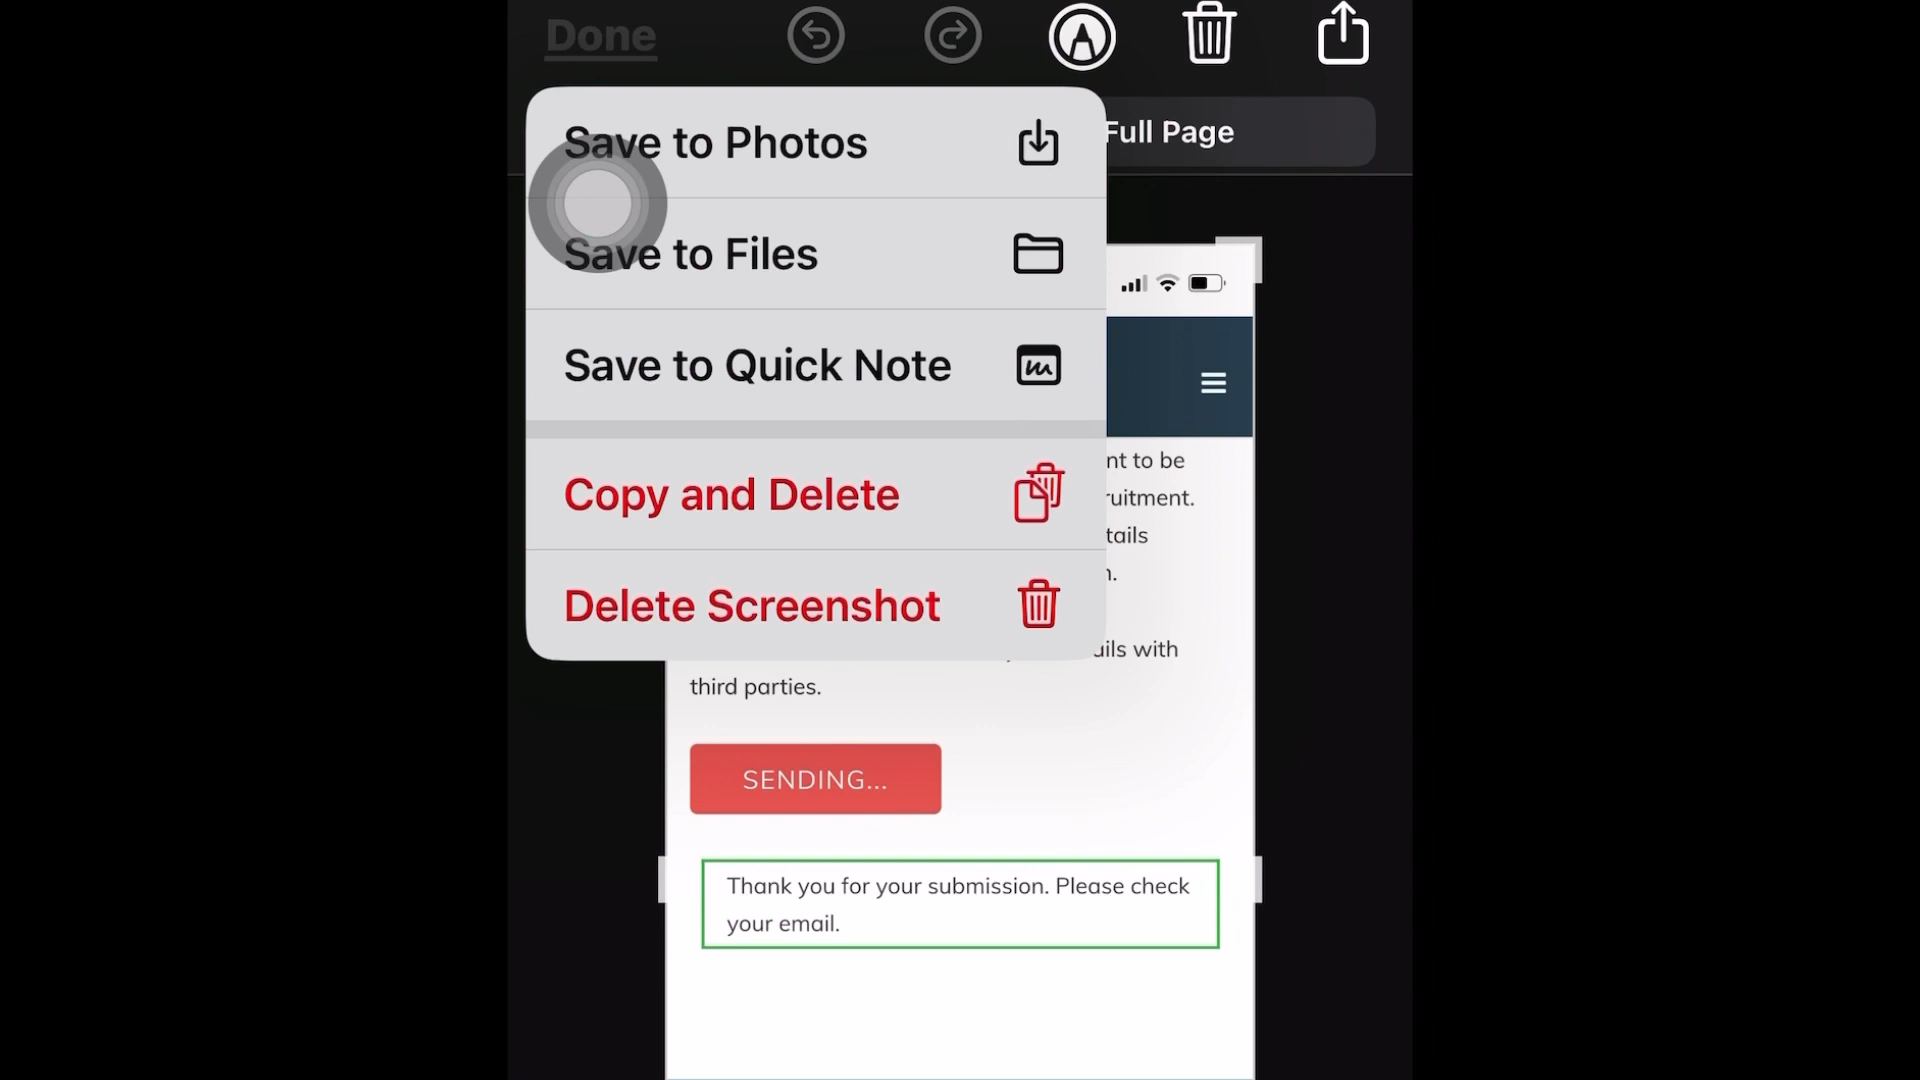 Done
Full Page
Save to Photos
Save to Files
Save to Quick Note
Copy and Delete
Delete Screenshot
nt to be
ruitment.
tails
n.
ails with
third parties.
SENDING...
Thank you for your submission. Please check
your email.